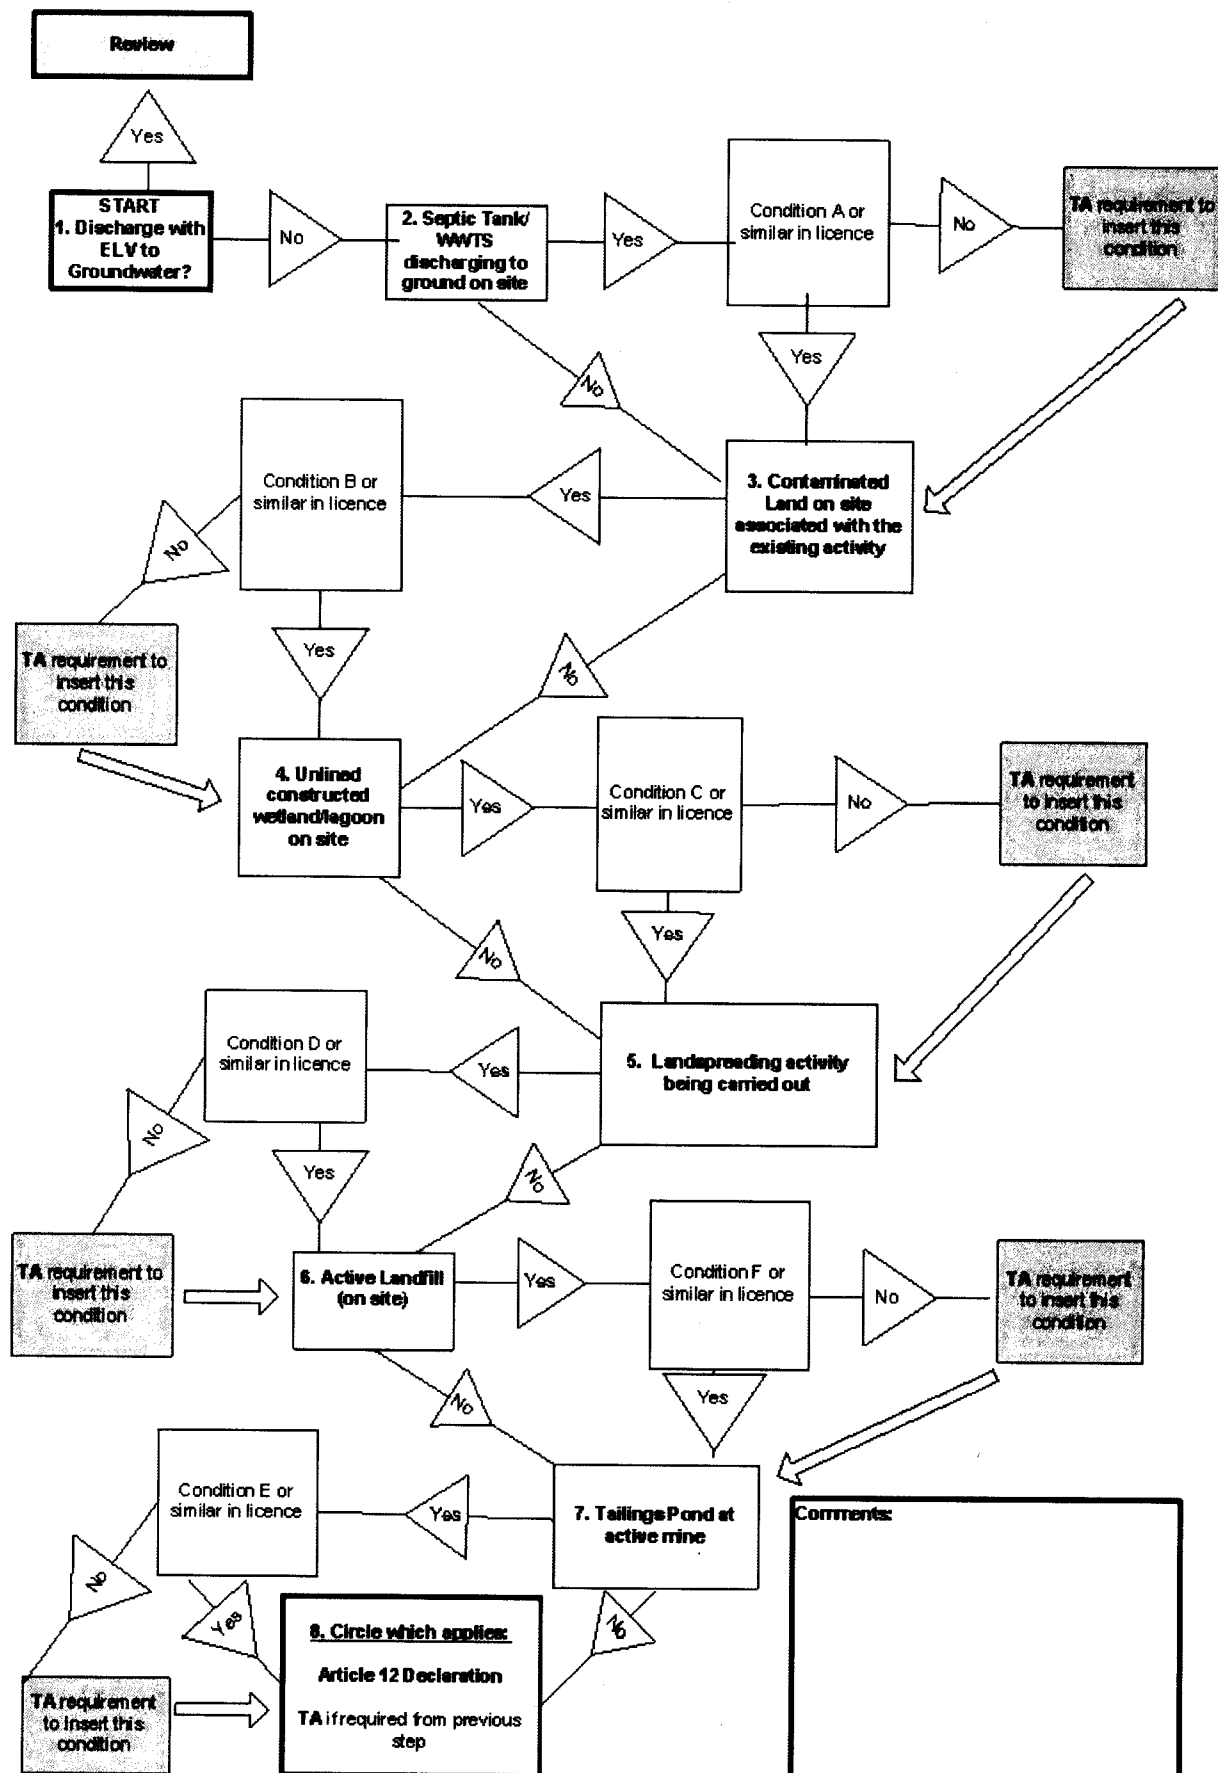 Review
Yes
START
1. Discharge with
ELV to
Groundwater?
No
2. Septic Tank/
WWTS
discharging to
ground on site
Yes
Condition A or
similar in licence
No
TA requirement to
insert this
condition
Yes
No
3. Contaminated
Land on site
associated with the
existing activity
Yes
Condition B or
similar in licence
No
TA requirement to
insert this
condition
Yes
No
4. Unlined
constructed
wetland/lagoon
on site
Yes
Condition C or
similar in licence
No
TA requirement
to insert this
condition
Yes
No
5. Landspreading activity
being carried out
Yes
Condition D or
similar in licence
No
TA requirement to
insert this
condition
Yes
No
6. Active Landfill
(on site)
Yes
Condition F or
similar in licence
No
TA requirement
to insert this
condition
Yes
No
7. Tailings Pond at
active mine
Yes
Condition E or
similar in licence
No
TA requirement
to insert this
condition
Yes
No
8. Circle which applies:
Article 12 Declaration
TA if required from previous
step
Comments: